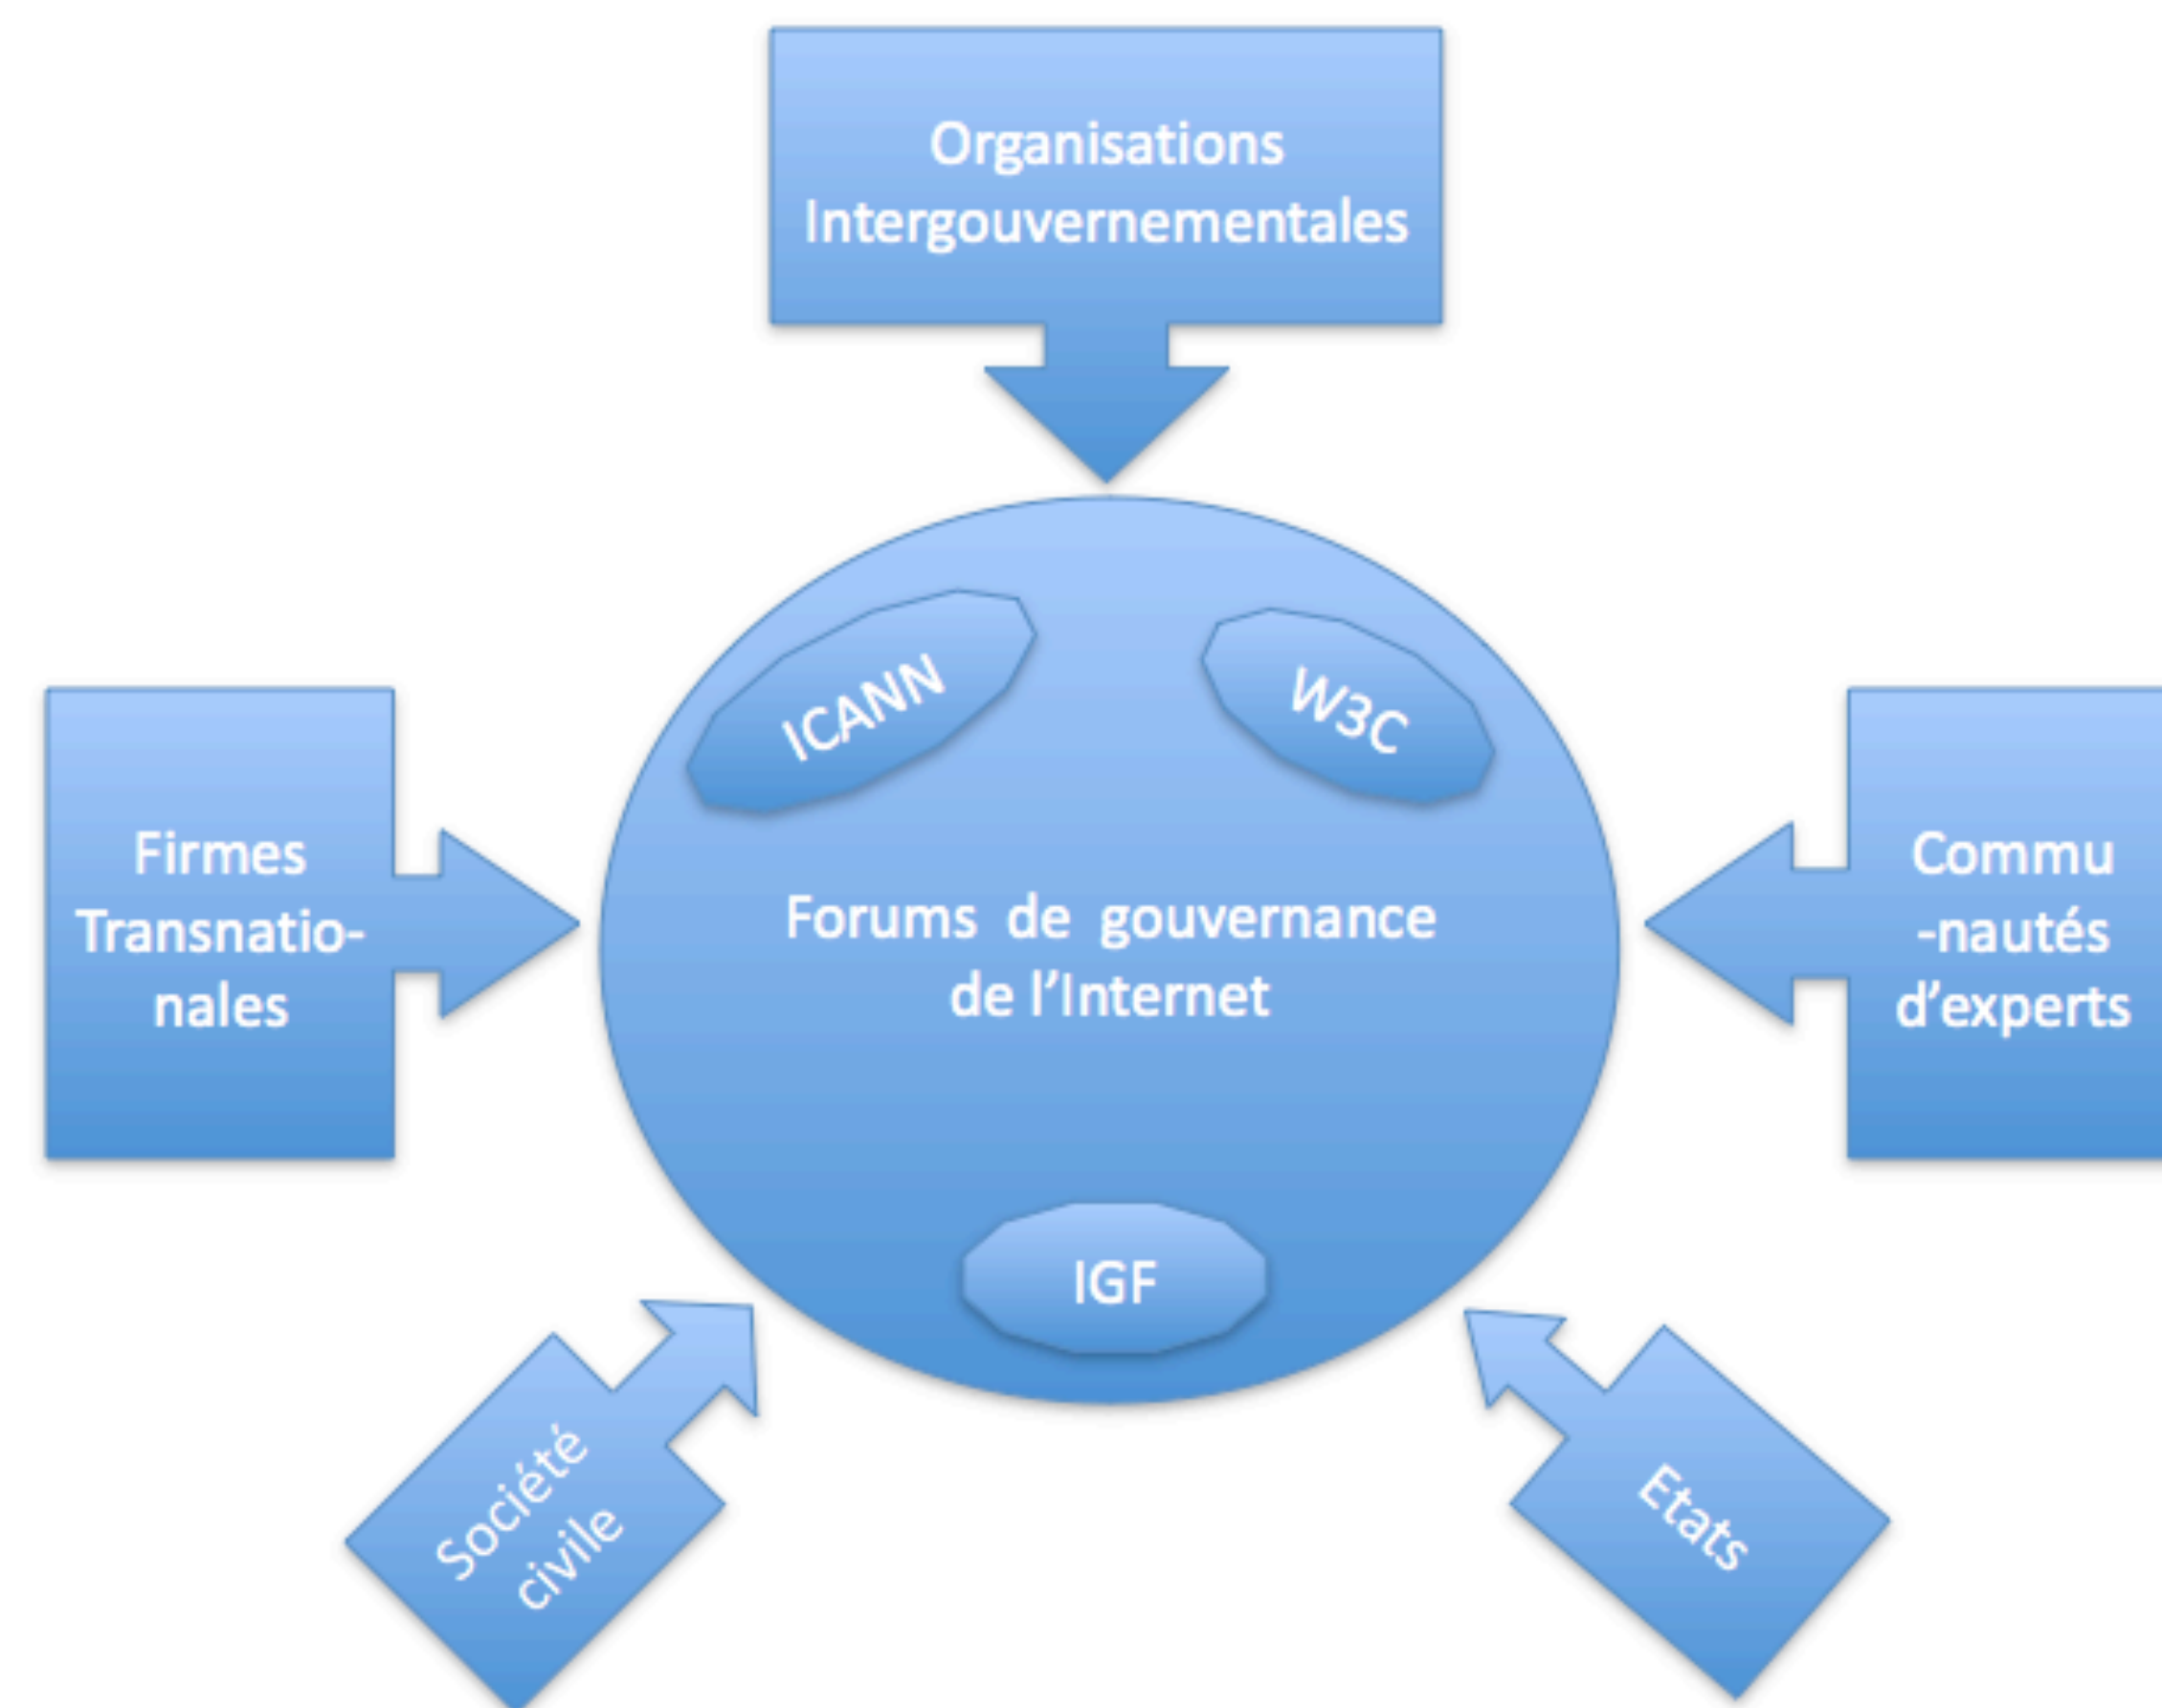 Organisations
Intergouvernementales
ICANN
W3C
Firmes
Transnatio-
nales
Forums de gouvernance
de l’Internet
Commu
-nautés
d’experts
IGF
Société
civile
Etats